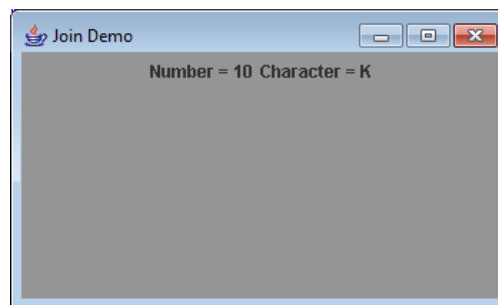 Join Demo
Number = 10 Character = K